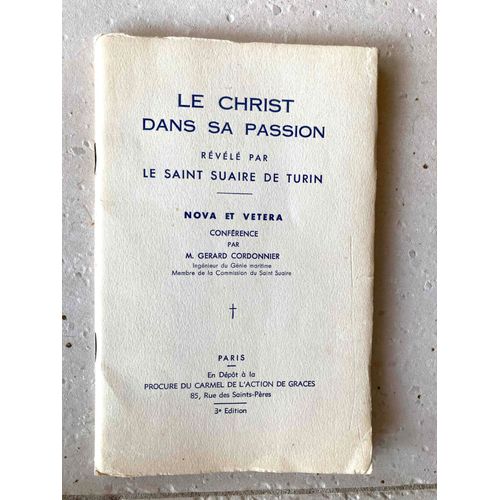 LE CHRIST
DANS SA PASSION
RÉVÉLÉ PAR
LE SAINT SUAIRE DE TURIN
NOVA ET VETERA
CONFÉRENCE
PAR
M. GERARD CORDONNIER
Ingénieur du Génie maritime
Membre de la Commission du Saint Suaire
PARIS
En Dépôt à la
PROCURE DU CARMEL DE L'ACTION DE GRACES
85, Rue des Saints-Pères
3e Edition